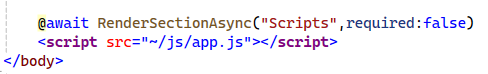 @await RenderSectionAsync("Scripts",required:false)
<script src="~/js/app.js"></script>
</body>